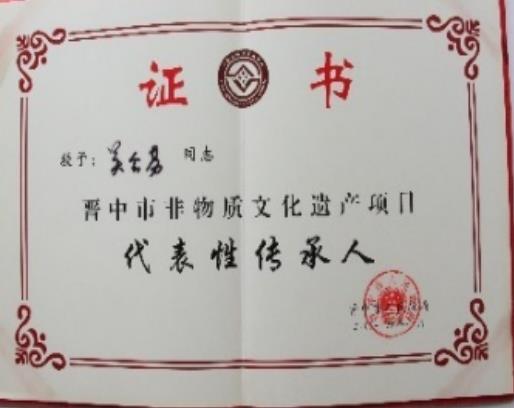 证 书
授予： 同志
晋中市非物质文化遗产项目
代表性传承人